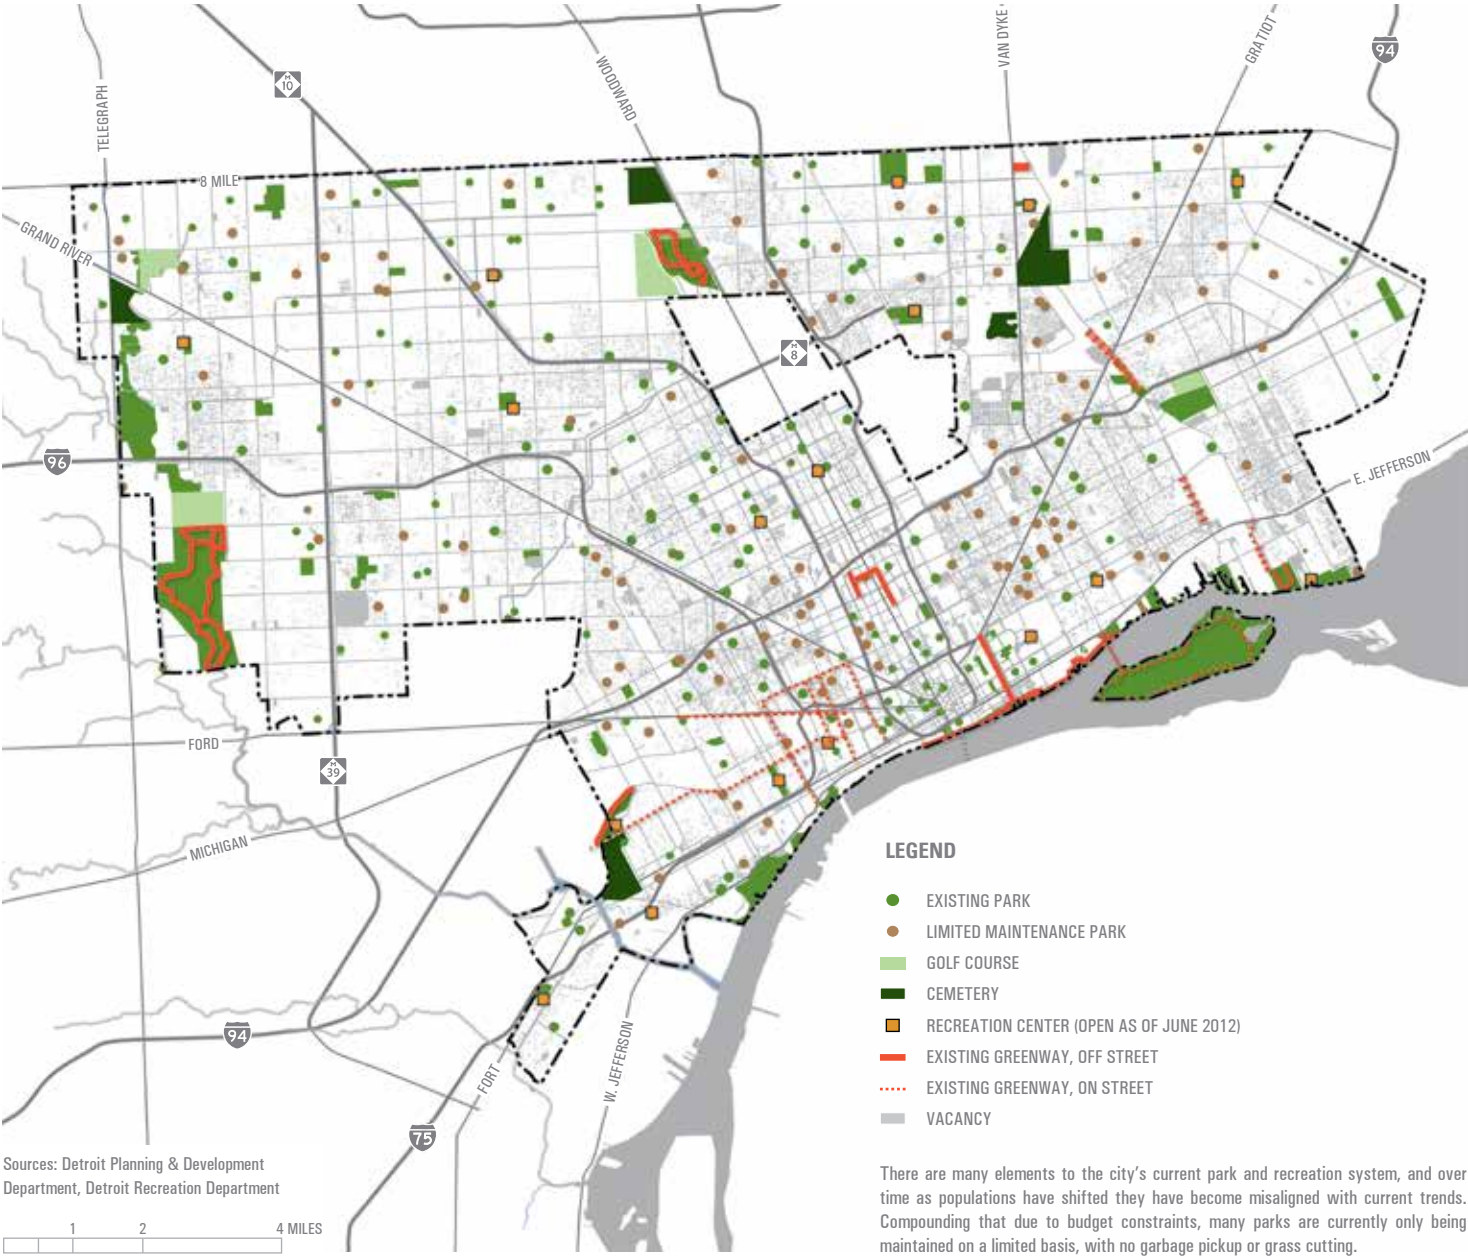 VAN DYKE
GRATIOT
94
WOODWARD
M
10
TELEGRAPH
8 MILE
GRAND RIVER
M
8
96
E. JEFFERSON
FORD
M
39
MICHIGAN
LEGEND
EXISTING PARK
LIMITED MAINTENANCE PARK
GOLF COURSE
CEMETERY
RECREATION CENTER (OPEN AS OF JUNE 2012)
EXISTING GREENWAY, OFF STREET
EXISTING GREENWAY, ON STREET
VACANCY
94
FORT
W. JEFFERSON
75
Sources: Detroit Planning & Development
Department, Detroit Recreation Department
1 2 4 MILES
There are many elements to the city's current park and recreation system, and over
time as populations have shifted they have become misaligned with current trends.
Compounding that due to budget constraints, many parks are currently only being
maintained on a limited basis, with no garbage pickup or grass cutting.